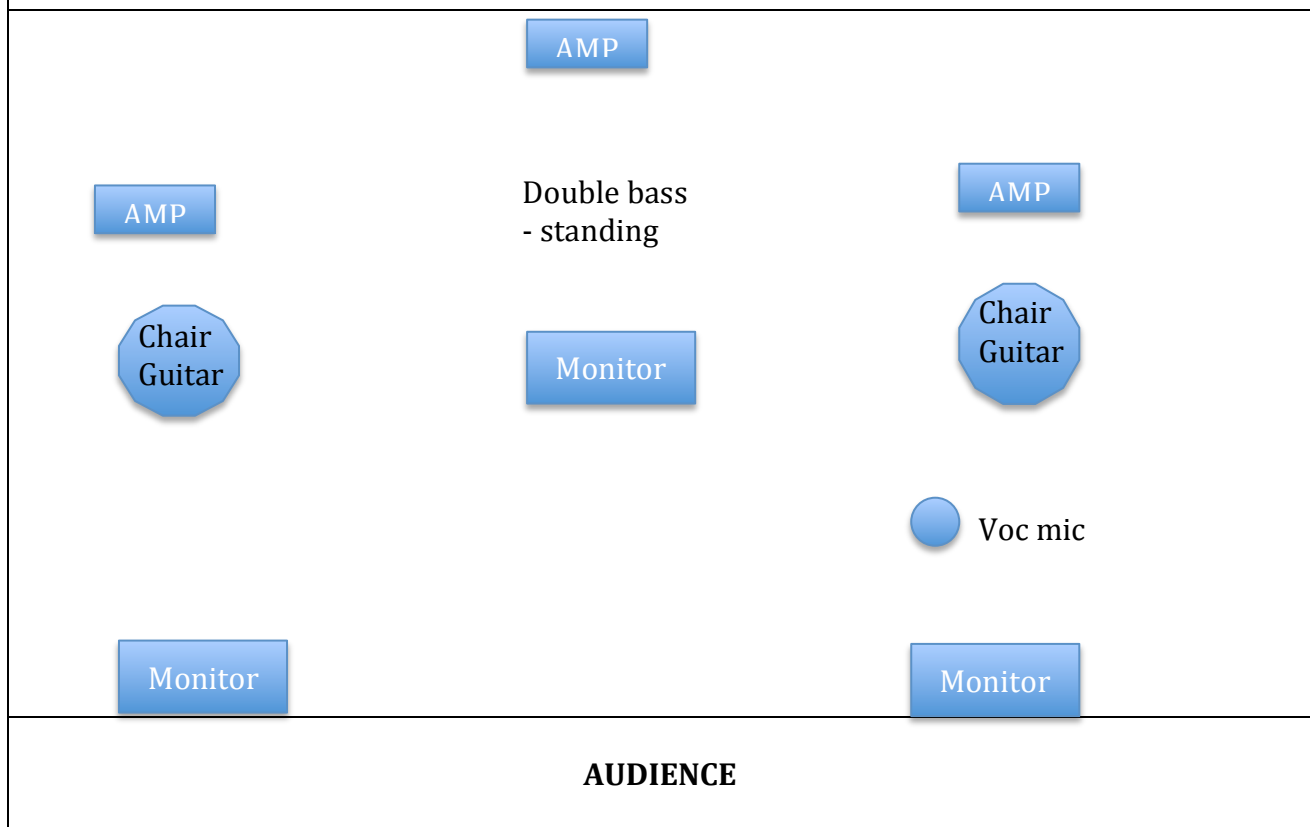 AMP
AMP
Double bass
- standing
AMP
Chair
Guitar
Monitor
Chair
Guitar
Voc mic
Monitor
Monitor
AUDIENCE